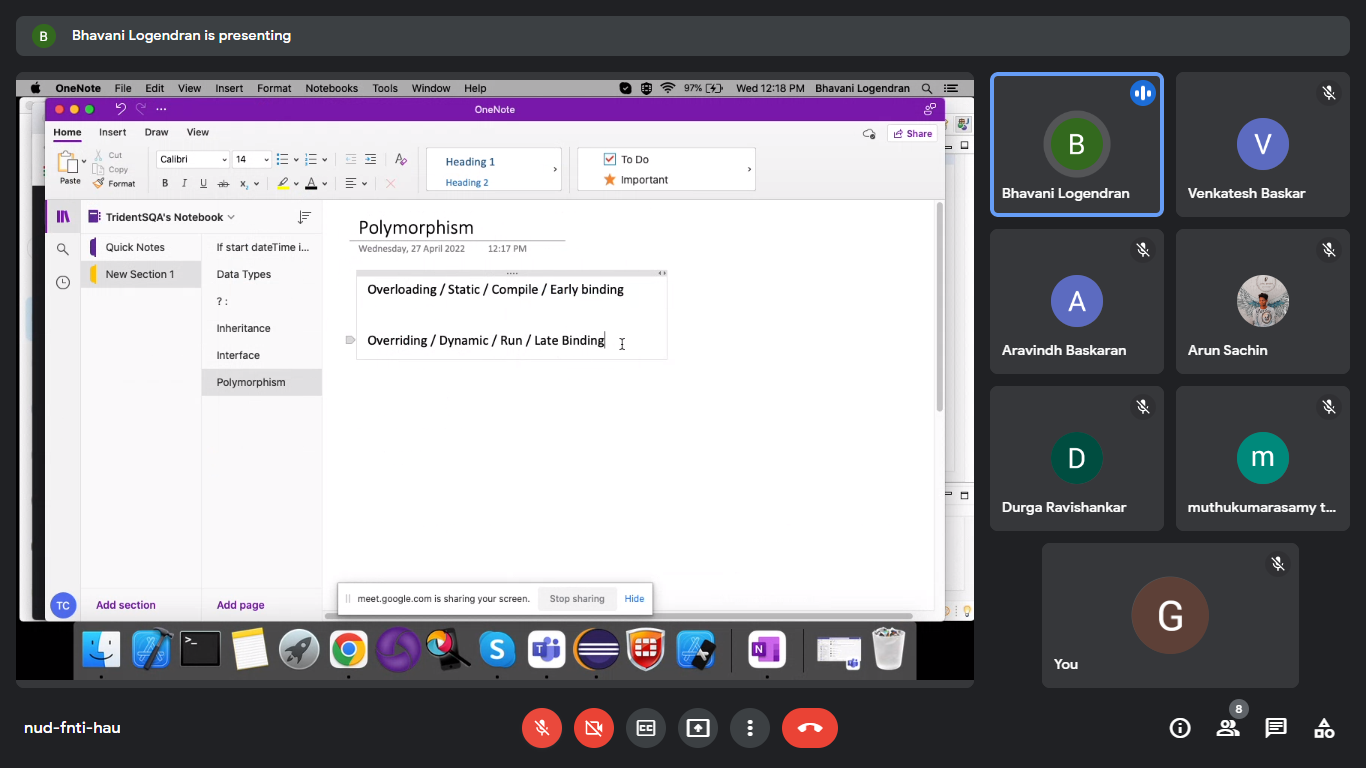 B Bhavani Logendran is presenting
OneNote File Edit View Insert Format Notebooks Tools Window Help 97% Wed 12:18 PM Bhavani Logendran
OneNote
Home Insert Draw View Share
Paste Cut Copy Format
Calibri 14
B I U ab x A
Heading 1
Heading 2
To Do
Important
TridentSQA's Notebook
Quick Notes
New Section 1
If start dateTime i...
Data Types
? :
Inheritance
Interface
Polymorphism
Polymorphism
Wednesday, 27 April 2022 12:17 PM
Overloading / Static / Compile / Early binding
Overriding / Dynamic / Run / Late Binding
TC Add section Add page
meet.google.com is sharing your screen. Stop sharing Hide
B
Bhavani Logendran
V
Venkatesh Baskar
A
Aravindh Baskaran
Arun Sachin
D
Durga Ravishankar
m
muthukumarasamy t...
G
You
nud-fnti-hau
8